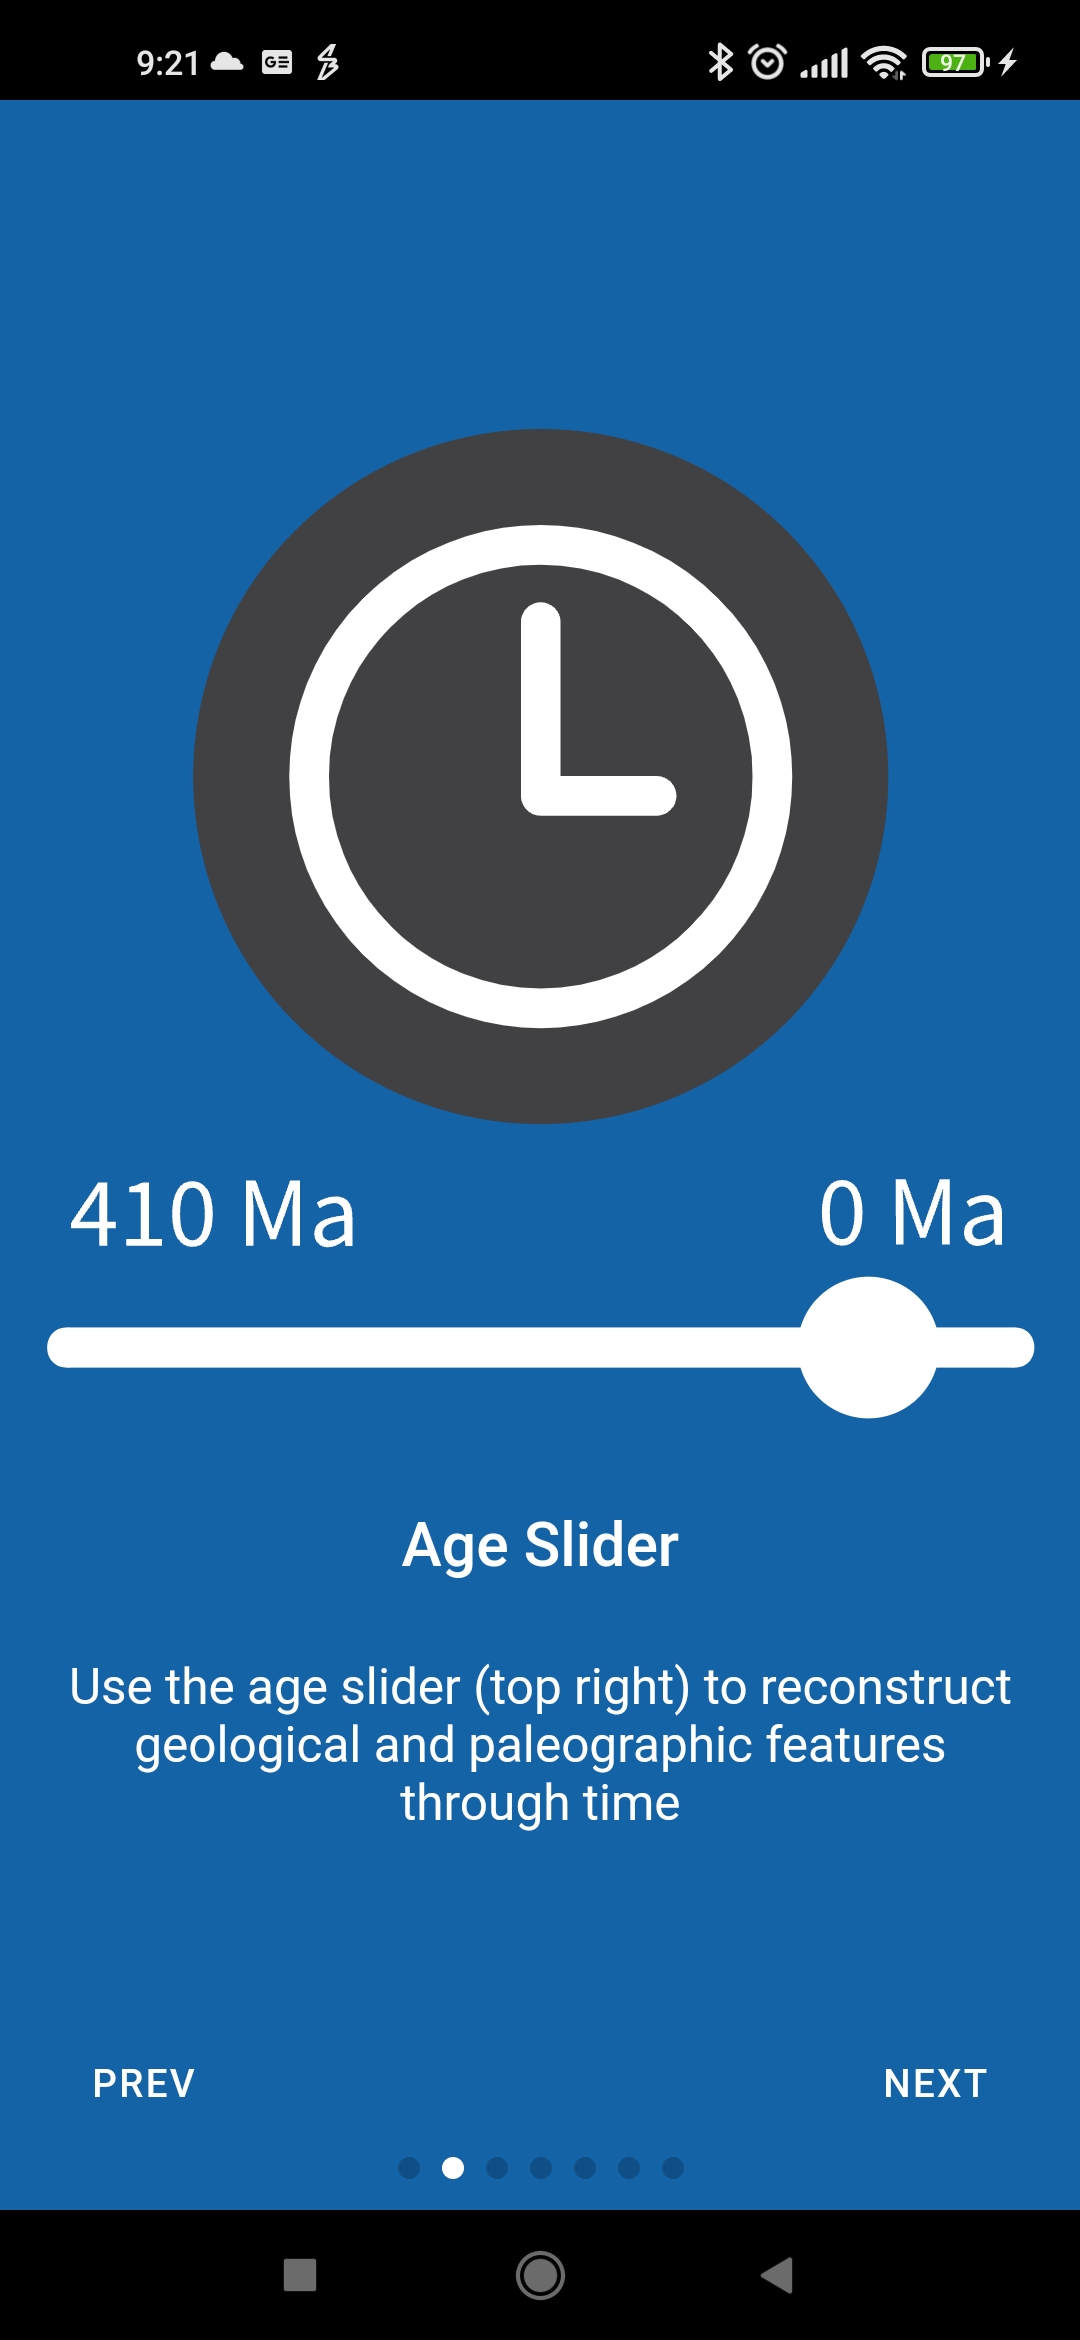 9:21
97
410 Ma
0 Ma
Age Slider
Use the age slider (top right) to reconstruct
geological and paleographic features
through time
PREV
NEXT